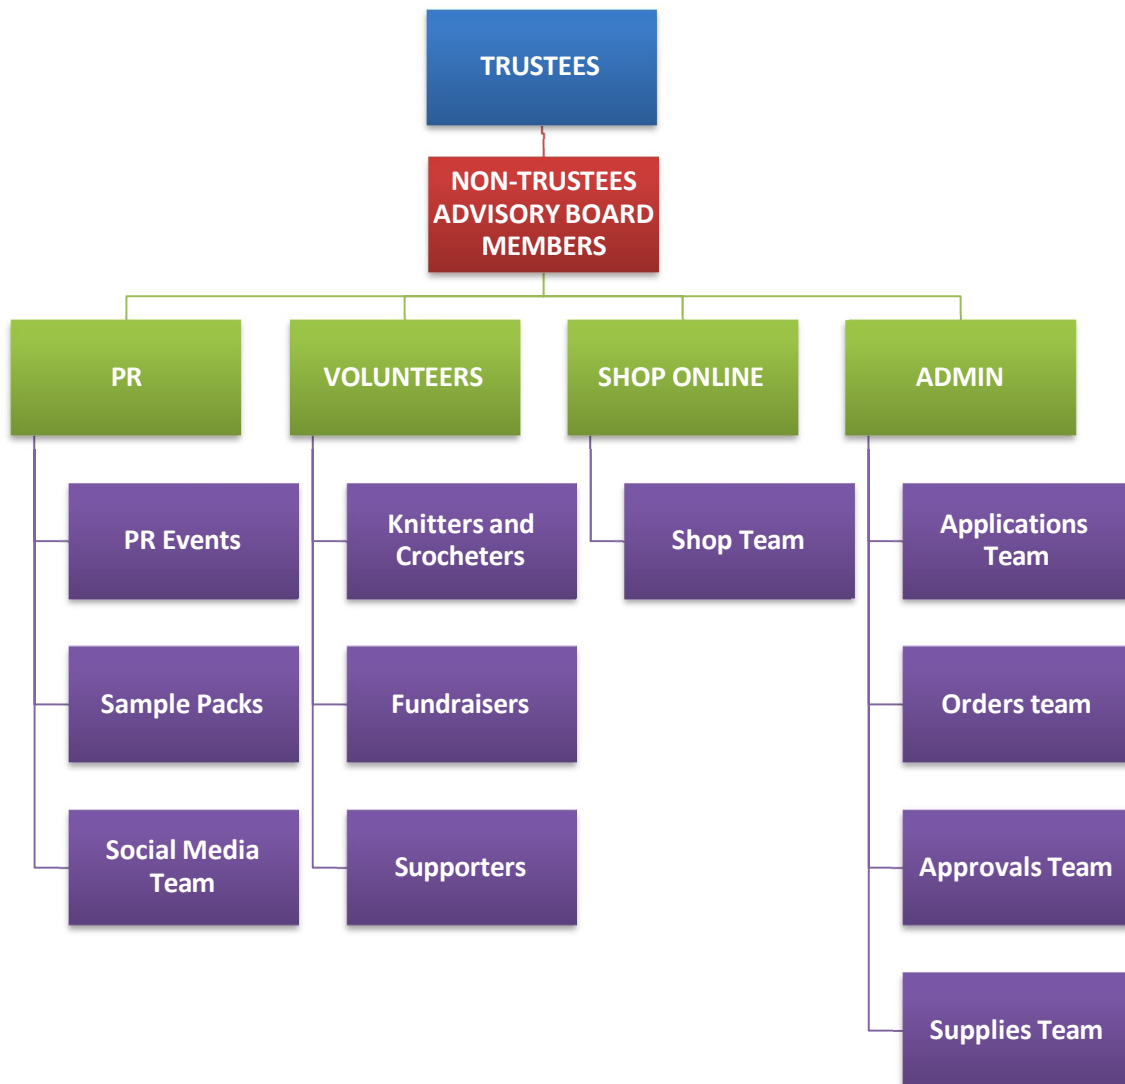 TRUSTEES
NON-TRUSTEES
ADVISORY BOARD
MEMBERS
PR
VOLUNTEERS
SHOP ONLINE
ADMIN
PR Events
Knitters and
Crocheters
Shop Team
Applications
Team
Sample Packs
Fundraisers
Orders team
Social Media
Team
Supporters
Approvals Team
Supplies Team